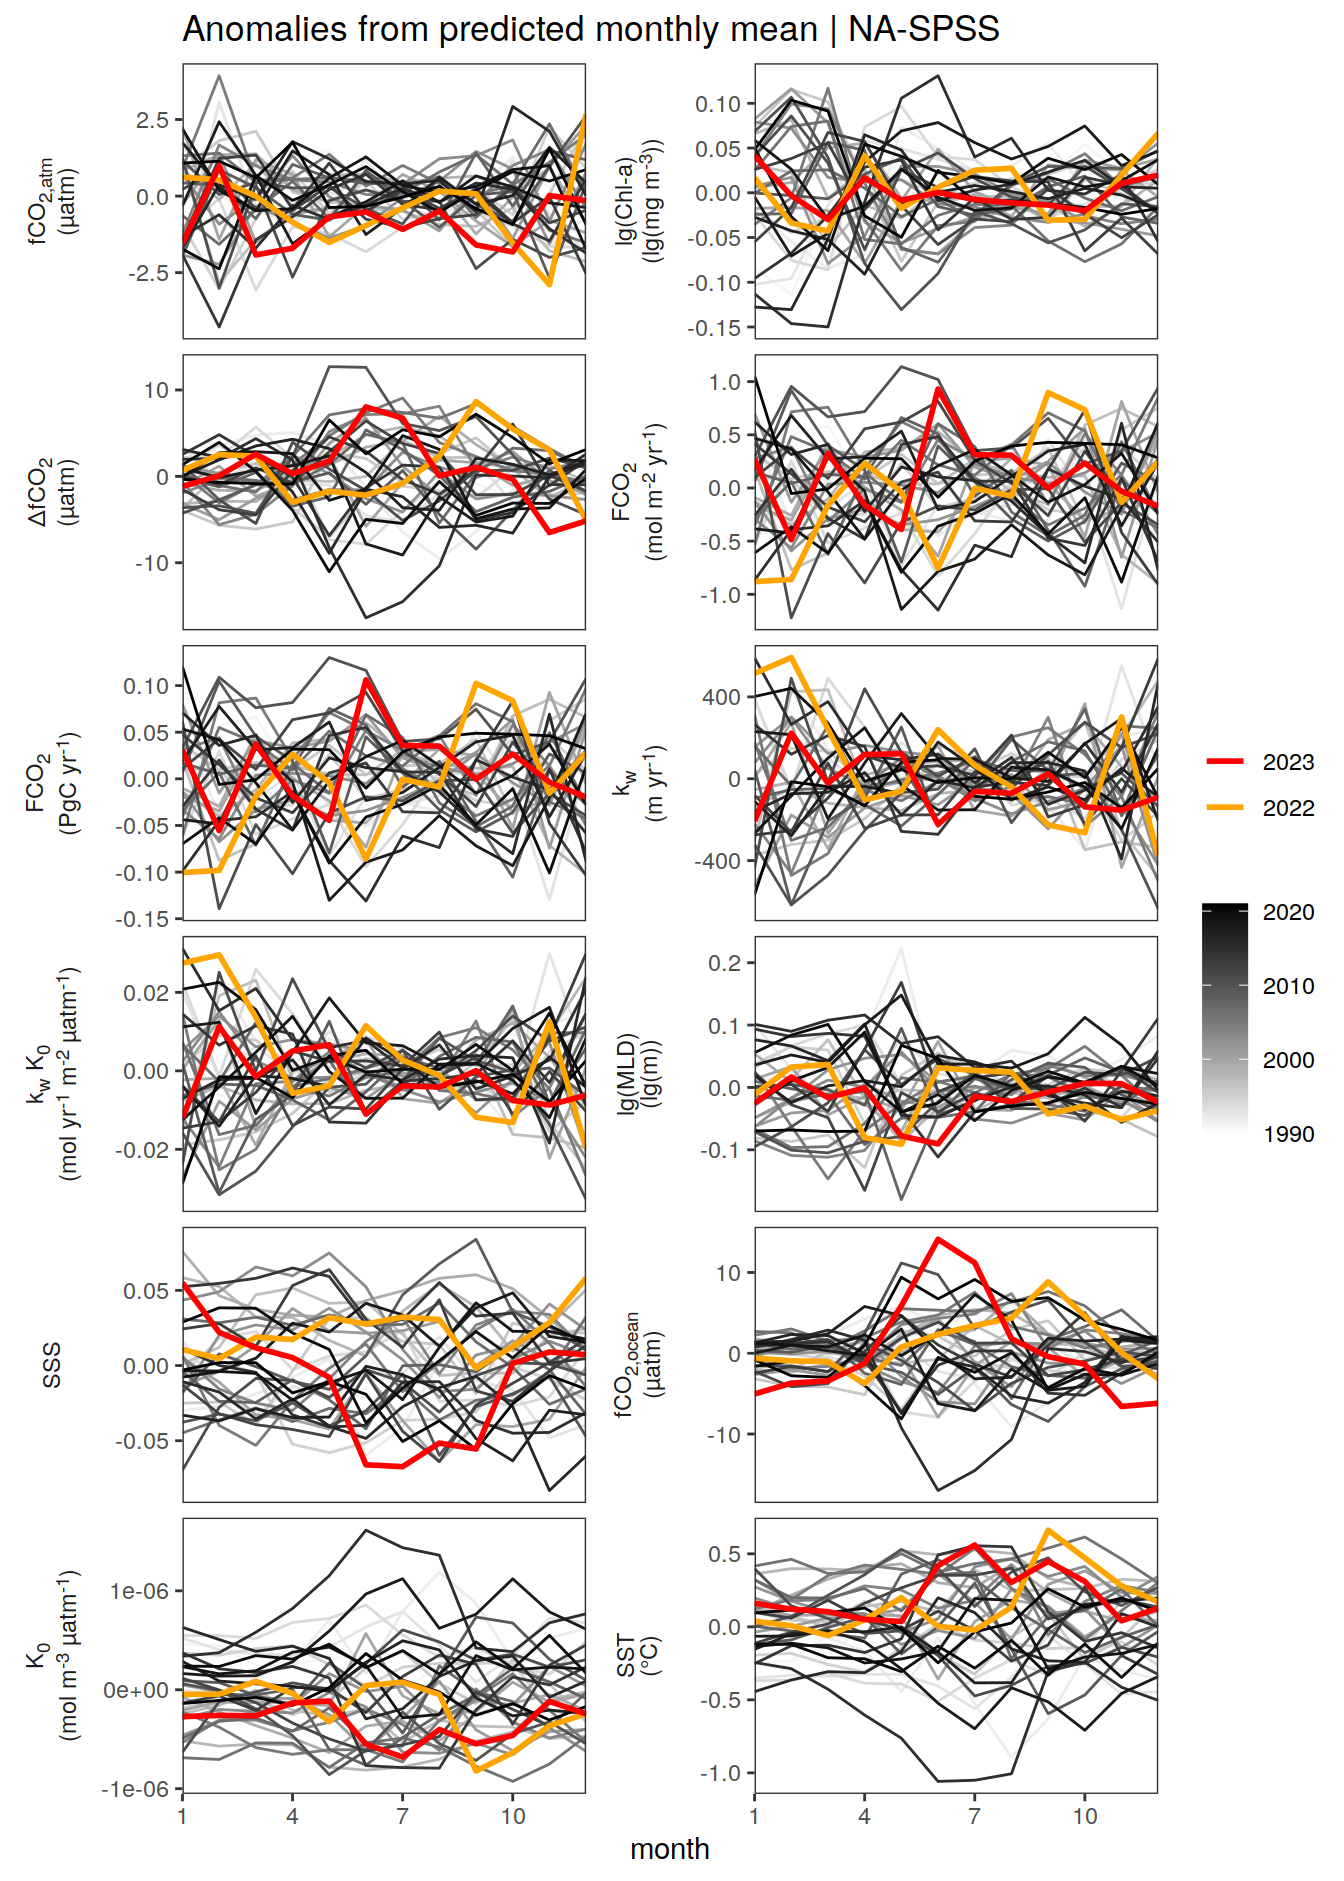 Anomalies from predicted monthly mean | NA-SPSS
fCO2,atm
(µatm)
2.5
0.0
-2.5
lg(Chl-a)
(lg(mg m-3))
0.10
0.05
0.00
-0.05
-0.10
-0.15
ΔfCO2
(µatm)
10
0
-10
FCO2
(mol m-2 yr-1)
1.0
0.5
0.0
-0.5
-1.0
FCO2
(PgC yr-1)
0.10
0.05
0.00
-0.05
-0.10
-0.15
kw
(m yr-1)
400
0
-400
kw K0
(mol yr-1 m-2 µatm-1)
0.02
0.00
-0.02
lg(MLD)
(lg(m))
0.2
0.1
0.0
-0.1
SSS
0.05
0.00
-0.05
fCO2,ocean
(µatm)
10
0
-10
K0
(mol m-3 µatm-1)
1e-06
0e+00
-1e-06
SST
(°C)
0.5
0.0
-0.5
-1.0
1 4 7 10
1 4 7 10
month
2023
2022
2020
2010
2000
1990